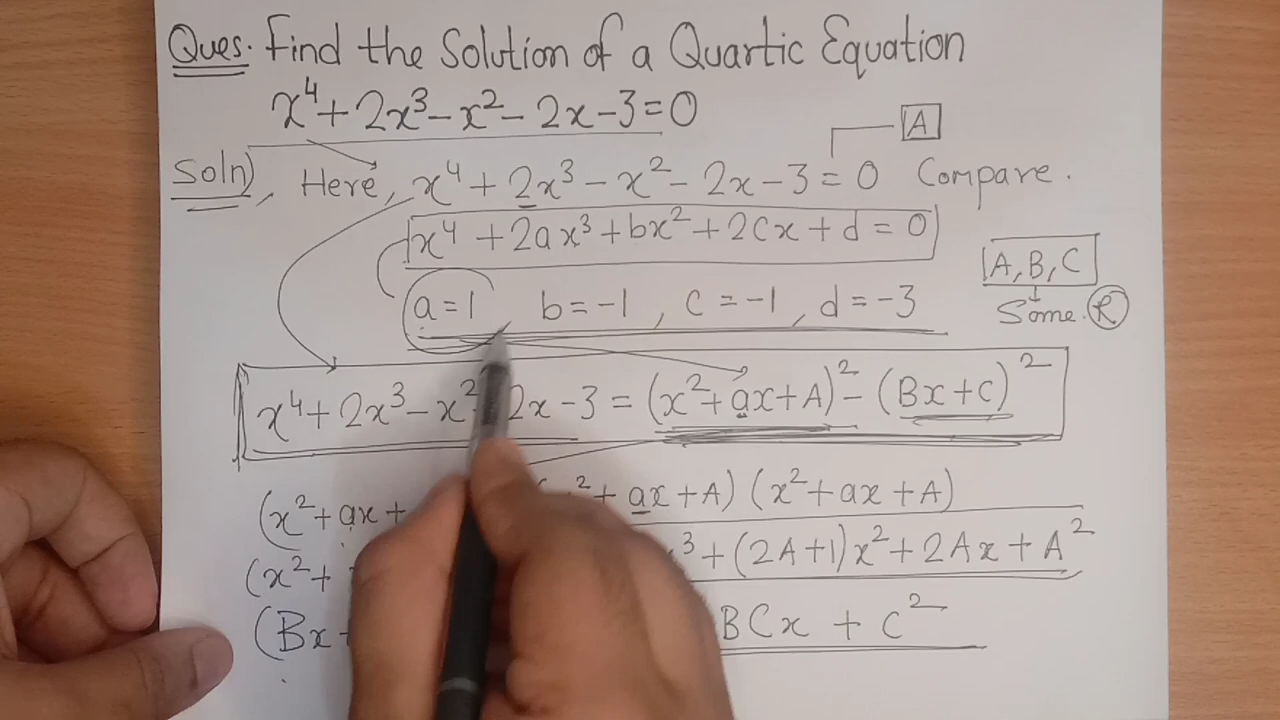 Ques. Find the Solution of a Quartic Equation
x⁴ + 2x³ - x² - 2x - 3 = 0
A
Soln), Here, x⁴ + 2x³ - x² - 2x - 3 = 0 Compare.
x⁴ + 2ax³ + bx² + 2cx + d = 0
A, B, C
a = 1 b = -1 , c = -1 , d = -3
Some. R
x⁴ + 2x³ - x² 2x - 3 = (x² + ax + A)² - (Bx + C)²
(x² + ax + ² + ax + A) (x² + ax + A)
(x² + ³ + (2A+1)x² + 2Ax + A²
(Bx BCx + C²